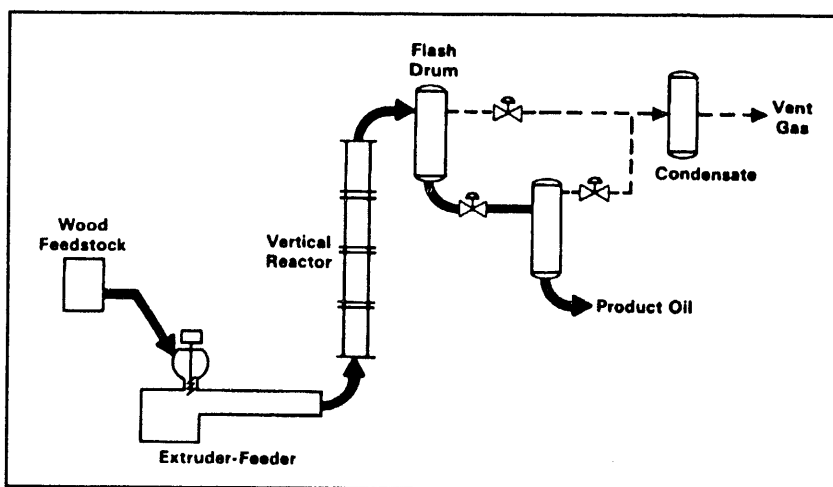 Flash
Drum
Vent
Gas
Condensate
Wood
Feedstock
Vertical
Reactor
Product Oil
Extruder-Feeder